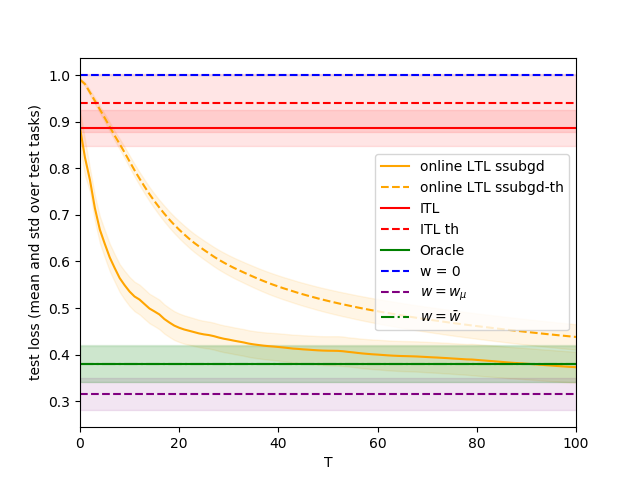 1.0
0.9
0.8
0.7
0.6
0.5
0.4
0.3
test loss (mean and std over test tasks)
0 20 40 60 80 100
T
online LTL ssubgd
online LTL ssubgd-th
ITL
ITL th
Oracle
w = 0
w = w_μ
w = w̄